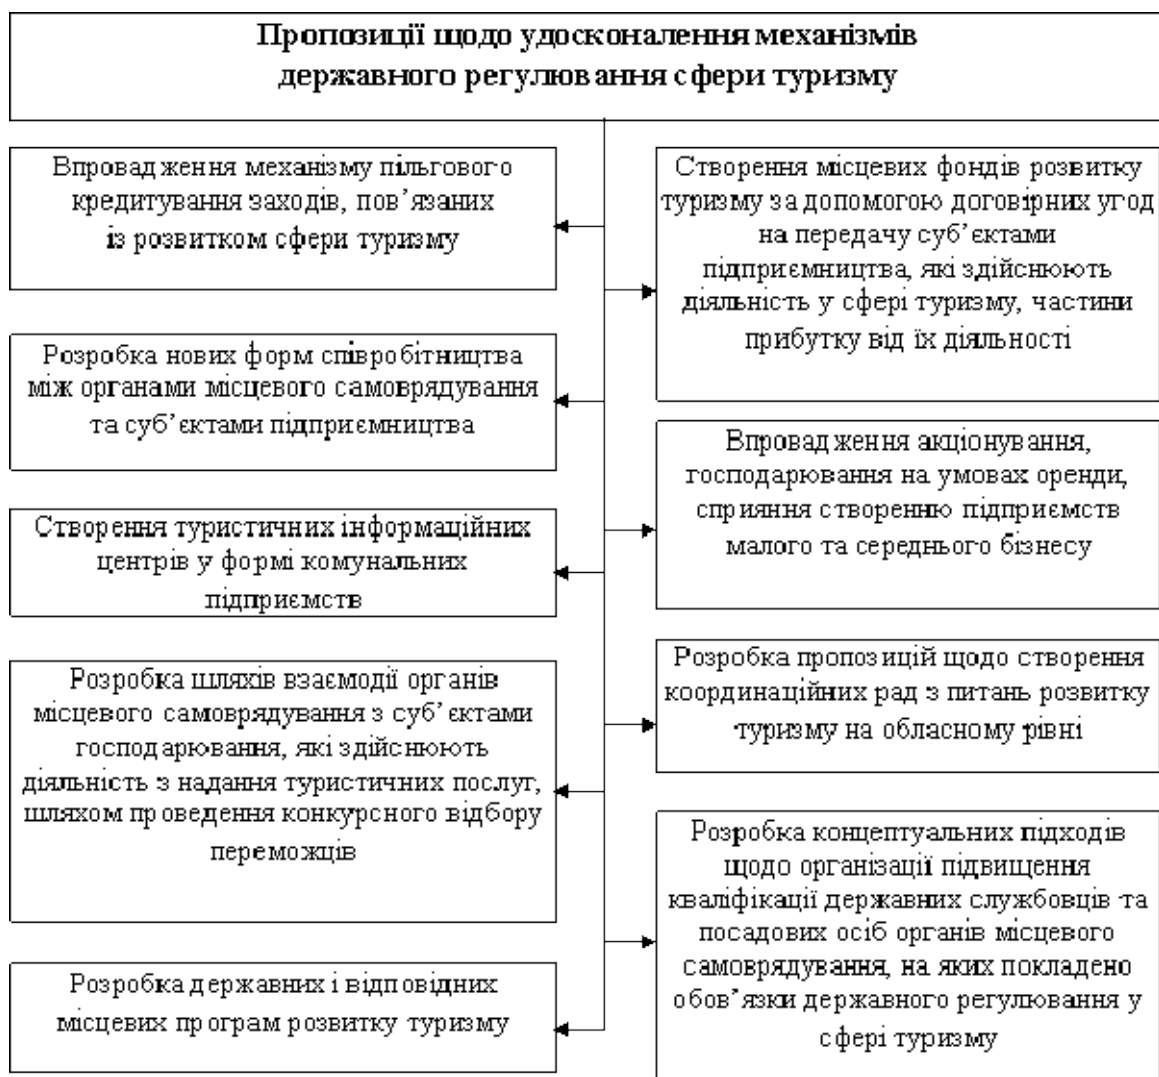 Пропозиції щодо удосконалення механізмів
державного регулювання сфери туризму
Впровадження механізму пільгового
кредитування заходів, пов’язаних
із розвитком сфери туризму
Розробка нових форм співробітництва
між органами місцевого самоврядування
та суб’єктами підприємництва
Створення туристичних інформаційних
центрів у формі комунальних
підприємств
Розробка шляхів взаємодії органів
місцевого самоврядування з суб’єктами
господарювання, які здійснюють
діяльність з надання туристичних послуг,
шляхом проведення конкурсного відбору
переможців
Розробка державних і відповідних
місцевих програм розвитку туризму
Створення місцевих фондів розвитку
туризму за допомогою договірних угод
на передачу суб’єктами
підприємництва, які здійснюють
діяльність у сфері туризму, частини
прибутку від їх діяльності
Впровадження акціонування,
господарювання на умовах оренди,
сприяння створенню підприємств
малого та середнього бізнесу
Розробка пропозицій щодо створення
координаційних рад з питань розвитку
туризму на обласному рівні
Розробка концептуальних підходів
щодо організації підвищення
кваліфікації державних службовців та
посадових осіб органів місцевого
самоврядування, на яких покладено
обов’язки державного регулювання у
сфері туризму